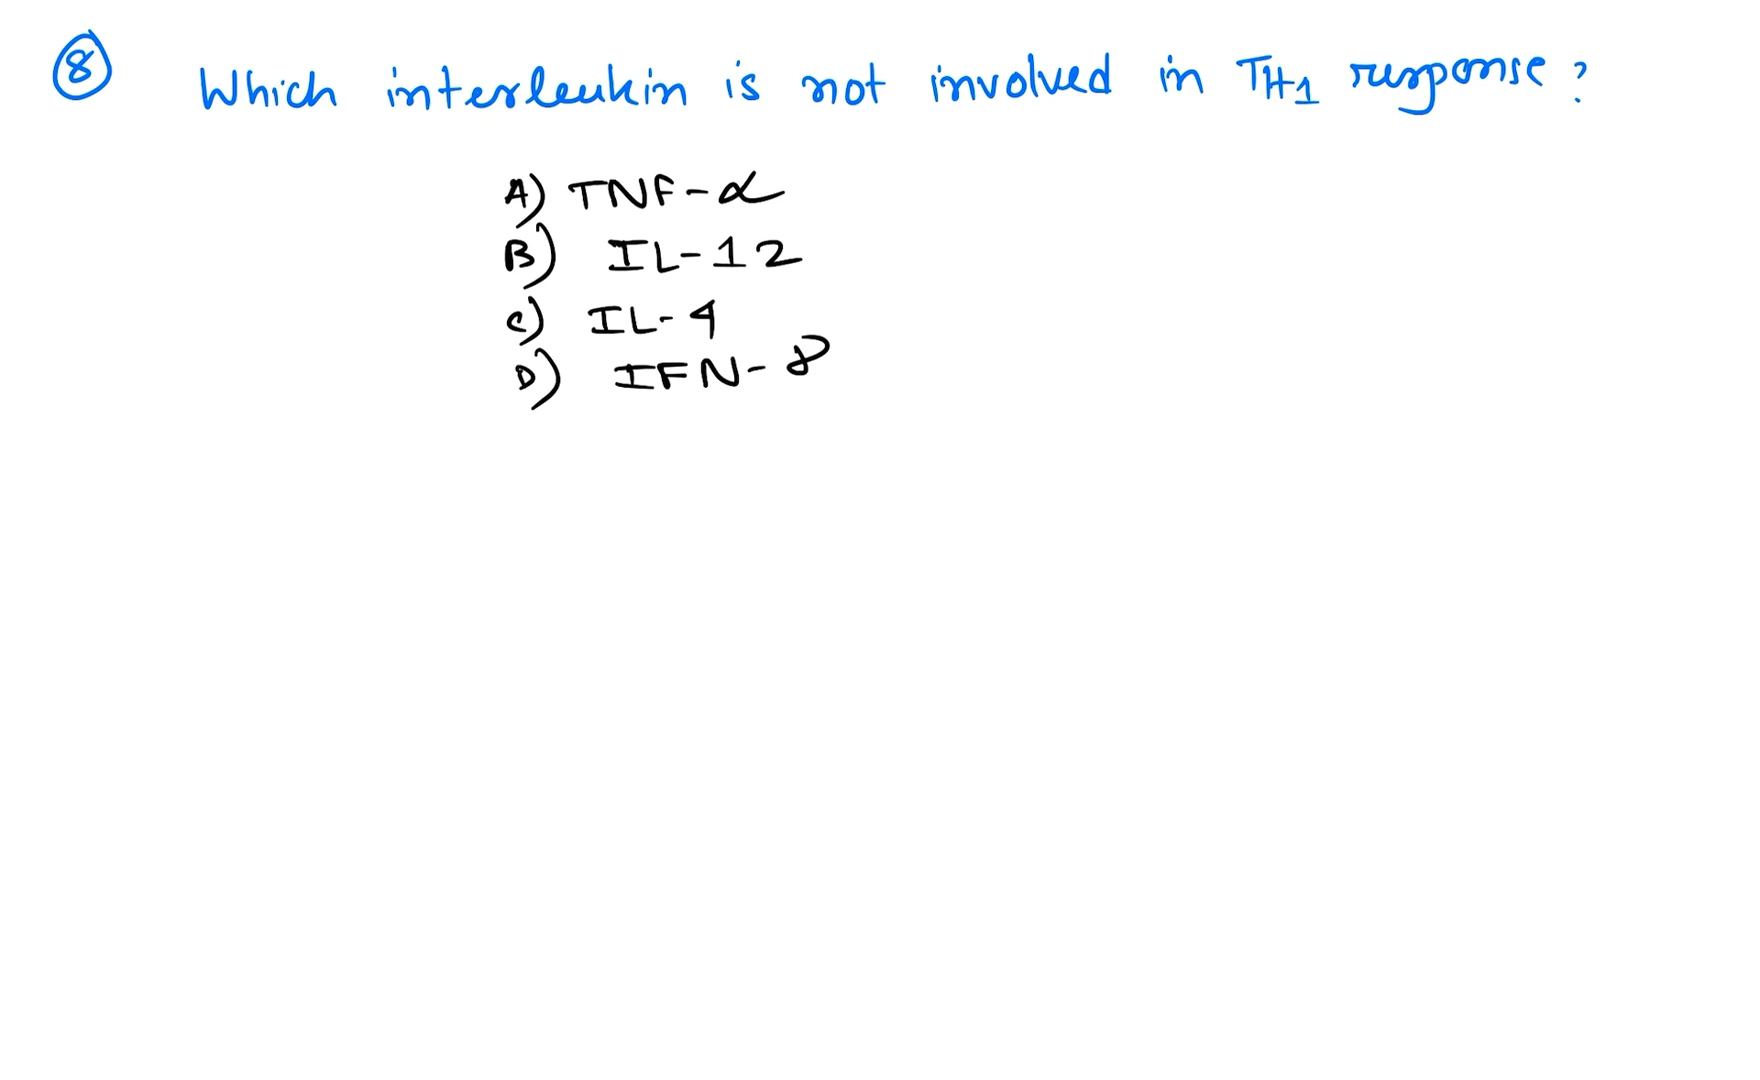 8 Which interleukin is not involved in TH1 response?
A) TNF-α
B) IL-12
C) IL-4
D) IFN-γ